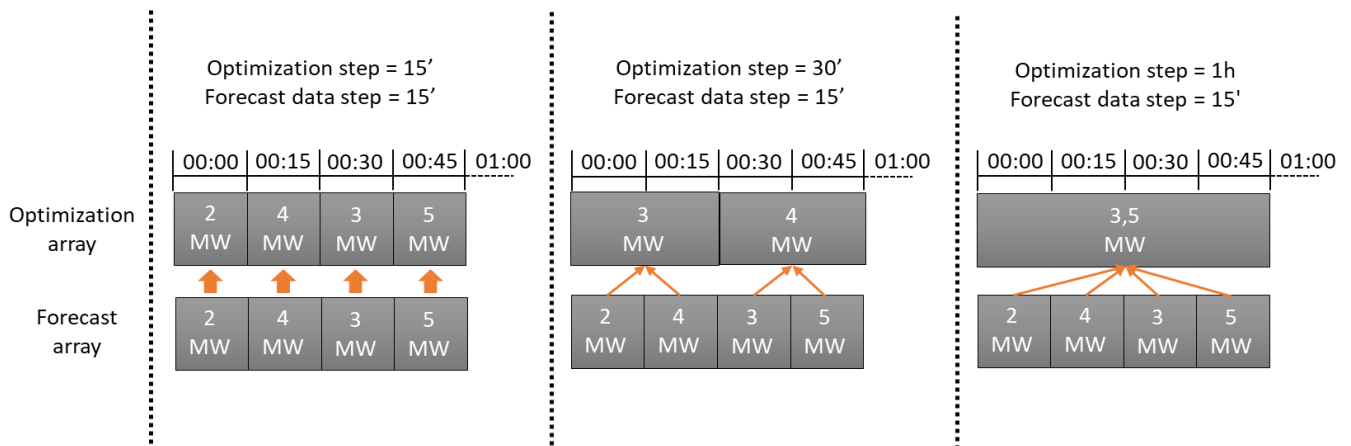 Optimization step = 15’
Forecast data step = 15’
Optimization step = 30’
Forecast data step = 15’
Optimization step = 1h
Forecast data step = 15'
00:00 00:15 00:30 00:45 01:00
00:00 00:15 00:30 00:45 01:00
00:00 00:15 00:30 00:45 01:00
Optimization
array
2 4 3 5
MW MW MW MW
3 4
MW MW
3,5
MW
Forecast
array
2 4 3 5
MW MW MW MW
2 4 3 5
MW MW MW MW
2 4 3 5
MW MW MW MW